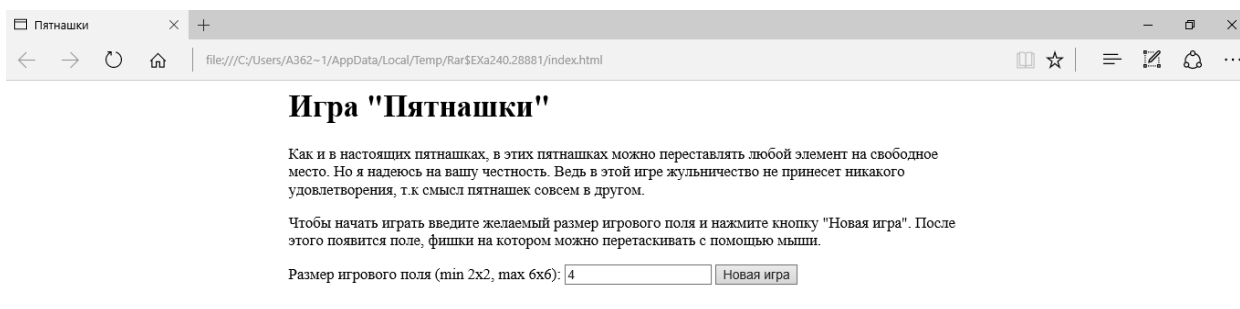 Пятнашки
file:///C:/Users/A362~1/AppData/Local/Temp/Rar$EXa240.28881/index.html
Игра "Пятнашки"
Как и в настоящих пятнашках, в этих пятнашках можно переставлять любой элемент на свободное
место. Но я надеюсь на вашу честность. Ведь в этой игре жульничество не принесет никакого
удовлетворения, т.к смысл пятнашек совсем в другом.
Чтобы начать играть введите желаемый размер игрового поля и нажмите кнопку "Новая игра". После
этого появится поле, фишки на котором можно перетаскивать с помощью мыши.
Размер игрового поля (min 2x2, max 6x6): 4 Новая игра